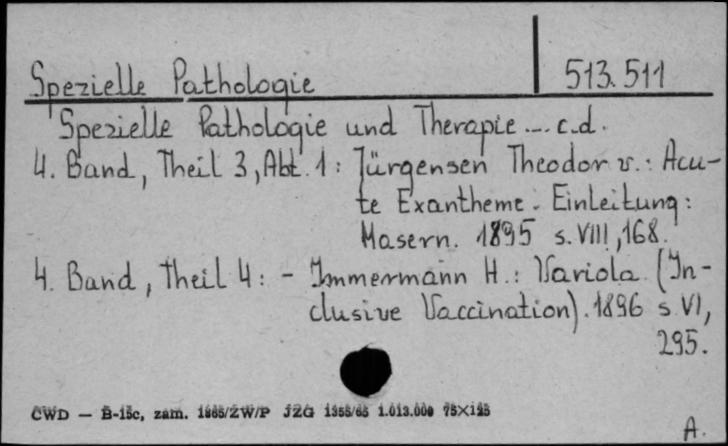 Spezielle Pathologie 513.511
Spezielle Pathologie und Therapie... c.d.
4. Band, Theil 3, Abt. 1: Jürgensen Theodor v.: Acu-
te Exantheme. Einleitung:
Masern. 1895 s. VIII, 168.
4. Band, Theil 4: - Immermann H.: Variola (In-
clusive Vaccination). 1896 s. VI,
295.
CWD — B-15c, zam. 1865/ZW/P JZG 1355/65 1.013.000 75×125
A.